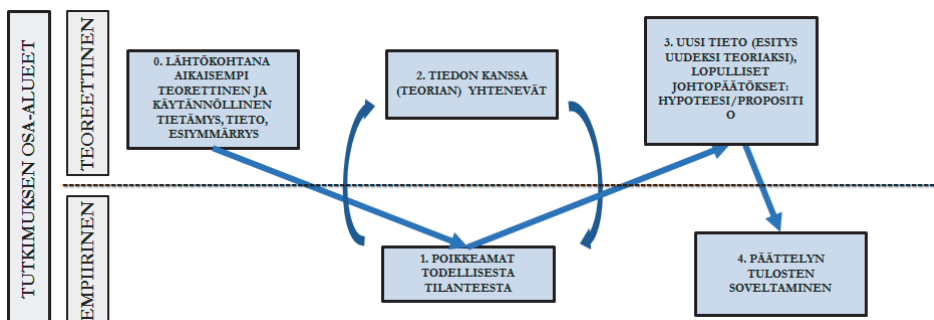 TUTKIMUKSEN OSA-ALUEET
TEOREETTINEN
0. LÄHTÖKOHTANA
AIKAISEMPI
TEORETTINEN JA
KÄYTÄNNÖLLINEN
TIETÄMYS, TIETO,
ESIYMMÄRRYS
2. TIEDON KANSSA
(TEORIAN) YHTENEVÄT
3. UUSI TIETO (ESITYS
UUDEKSI TEORIAKSI),
LOPULLISET
JOHTOPÄÄTÖKSET:
HYPOTEESI/PROPOSITI
O
EMPIIRINEN
1. POIKKEAMAT
TODELLISESTA
TILANTEESTA
4. PÄÄTTELYN
TULOSTEN
SOVELTAMINEN